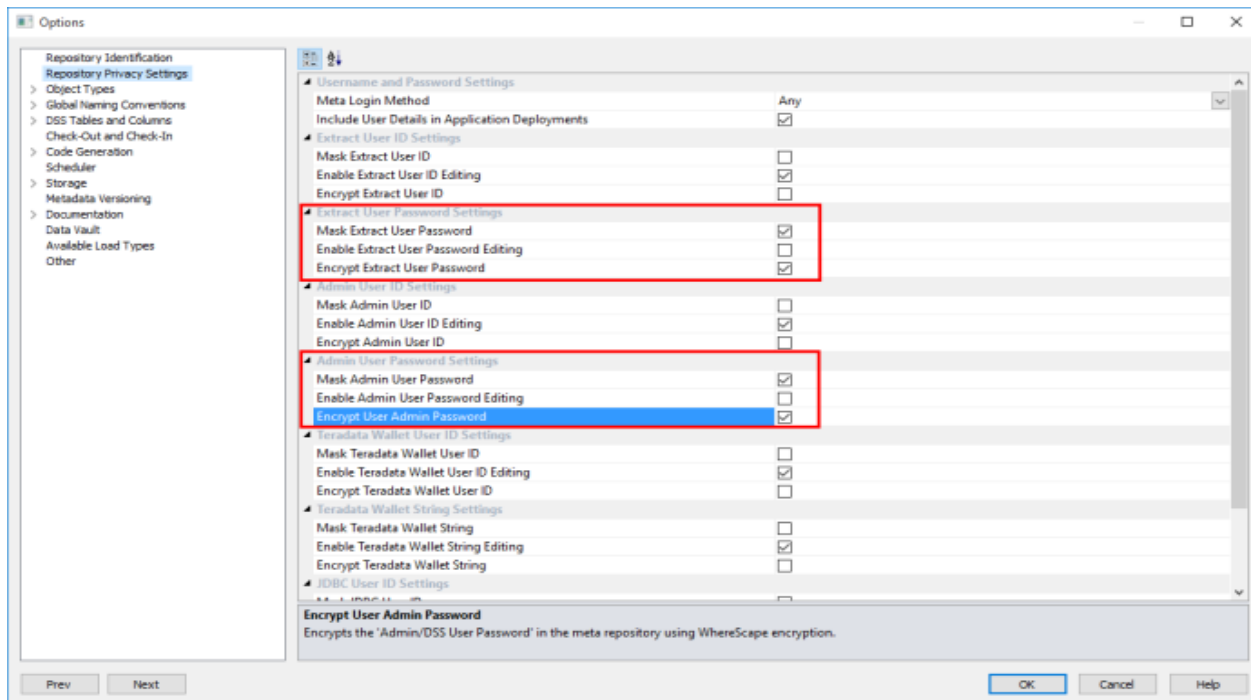 Options
Repository Identification
Repository Privacy Settings
Object Types
Global Naming Conventions
DSS Tables and Columns
Check-Out and Check-In
Code Generation
Scheduler
Storage
Metadata Versioning
Documentation
Data Vault
Available Load Types
Other
Username and Password Settings
Meta Login Method Any
Include User Details in Application Deployments
Extract User ID Settings
Mask Extract User ID
Enable Extract User ID Editing
Encrypt Extract User ID
Extract User Password Settings
Mask Extract User Password
Enable Extract User Password Editing
Encrypt Extract User Password
Admin User ID Settings
Mask Admin User ID
Enable Admin User ID Editing
Encrypt Admin User ID
Admin User Password Settings
Mask Admin User Password
Enable Admin User Password Editing
Encrypt User Admin Password
Teradata Wallet User ID Settings
Mask Teradata Wallet User ID
Enable Teradata Wallet User ID Editing
Encrypt Teradata Wallet User ID
Teradata Wallet String Settings
Mask Teradata Wallet String
Enable Teradata Wallet String Editing
Encrypt Teradata Wallet String
JDBC User ID Settings
Encrypt User Admin Password
Encrypts the 'Admin/DSS User Password' in the meta repository using WhereScape encryption.
Prev Next OK Cancel Help